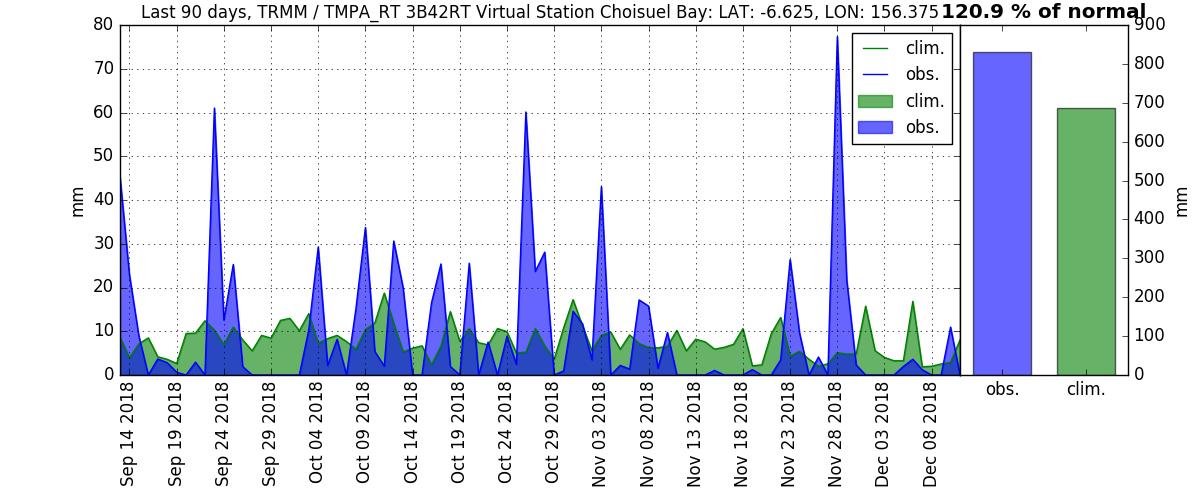 Last 90 days, TRMM / TMPA_RT 3B42RT Virtual Station Choisuel Bay: LAT: -6.625, LON: 156.375
120.9 % of normal
80
70
60
50
40
30
20
10
0
mm
clim.
obs.
clim.
obs.
Sep 14 2018
Sep 19 2018
Sep 24 2018
Sep 29 2018
Oct 04 2018
Oct 09 2018
Oct 14 2018
Oct 19 2018
Oct 24 2018
Oct 29 2018
Nov 03 2018
Nov 08 2018
Nov 13 2018
Nov 18 2018
Nov 23 2018
Nov 28 2018
Dec 03 2018
Dec 08 2018
900
800
700
600
500
400
300
200
100
0
mm
obs.
clim.